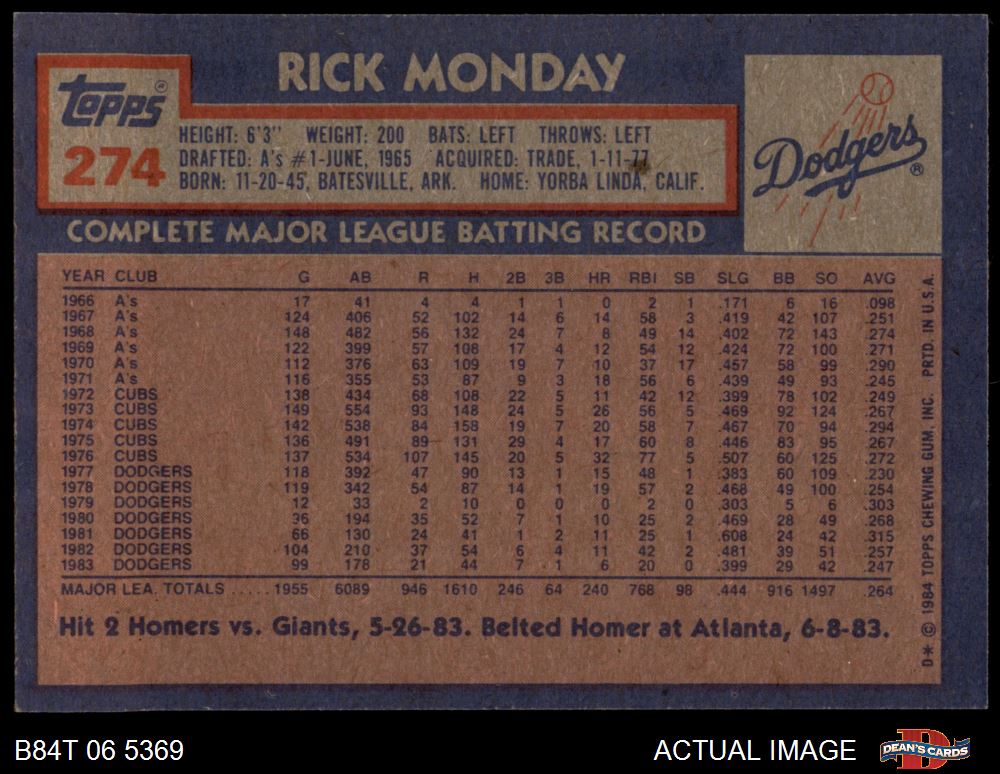 RICK MONDAY
TOPPS®
274
HEIGHT: 6'3" WEIGHT: 200 BATS: LEFT THROWS: LEFT
DRAFTED: A's #1-JUNE, 1965 ACQUIRED: TRADE, 1-11-77
BORN: 11-20-45, BATESVILLE, ARK. HOME: YORBA LINDA, CALIF.
Dodgers®
COMPLETE MAJOR LEAGUE BATTING RECORD
YEAR CLUB G AB R H 2B 3B HR RBI SB SLG BB SO AVG
1966 A's 17 41 4 4 1 1 0 2 1 .171 6 16 .098
1967 A's 124 406 52 102 14 6 14 58 3 .419 42 107 .251
1968 A's 148 482 56 132 24 7 8 49 14 .402 72 143 .274
1969 A's 122 399 57 108 17 4 12 54 12 .424 72 100 .271
1970 A's 112 376 63 109 19 7 10 37 17 .457 58 99 .290
1971 A's 116 355 53 87 9 3 18 56 6 .439 49 93 .245
1972 CUBS 138 434 68 108 22 5 11 42 12 .399 78 102 .249
1973 CUBS 149 554 93 148 24 5 26 56 5 .469 92 124 .267
1974 CUBS 142 538 84 158 19 7 20 58 7 .467 70 94 .294
1975 CUBS 136 491 89 131 29 4 17 60 8 .446 83 95 .267
1976 CUBS 137 534 107 145 20 5 32 77 5 .507 60 125 .272
1977 DODGERS 118 392 47 90 13 1 15 48 1 .383 60 109 .230
1978 DODGERS 119 342 54 87 14 1 19 57 2 .468 49 100 .254
1979 DODGERS 12 33 2 10 0 0 0 2 0 .303 5 6 .303
1980 DODGERS 36 194 35 52 7 1 10 25 2 .469 28 49 .268
1981 DODGERS 66 130 24 41 1 2 11 25 1 .608 24 42 .315
1982 DODGERS 104 210 37 54 6 4 11 42 2 .481 39 51 .257
1983 DODGERS 99 178 21 44 7 1 6 20 0 .399 29 42 .247
MAJOR LEA. TOTALS ..... 1955 6089 946 1610 246 64 240 768 98 .444 916 1497 .264
Hit 2 Homers vs. Giants, 5-26-83. Belted Homer at Atlanta, 6-8-83.
D* © 1984 TOPPS CHEWING GUM, INC. PRTD. IN U.S.A.
B84T 06 5369
ACTUAL IMAGE
DEAN'S CARDS